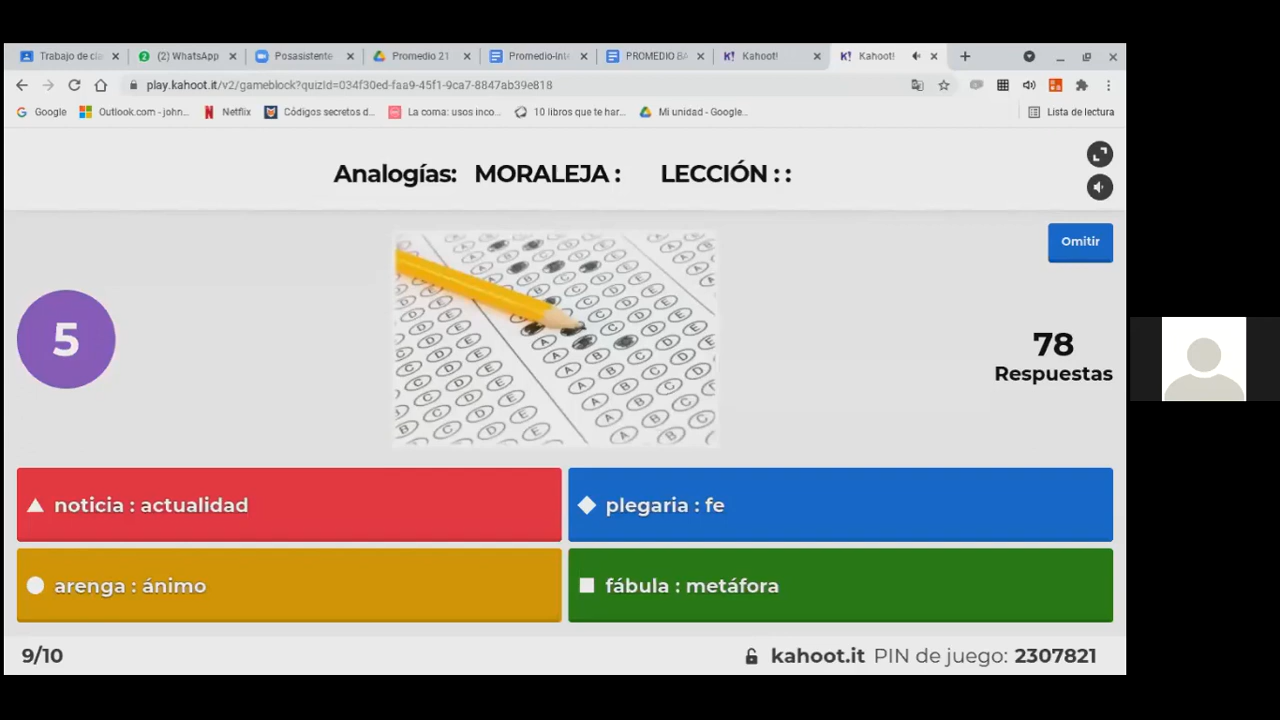 Trabajo de cla
(2) WhatsApp
Posasistente
Promedio 21
Promedio-Inte
PROMEDIO BA
Kahoot!
Kahoot!
play.kahoot.it/v2/gameblock?quizId=034f30ed-faa9-45f1-9ca7-8847ab39e818
Google
Outlook.com - john...
Netflix
Códigos secretos d...
La coma: usos inco...
10 libros que te har...
Mi unidad - Google...
Lista de lectura
Analogías: MORALEJA : LECCIÓN : :
Omitir
5
78
Respuestas
noticia : actualidad
plegaria : fe
arenga : ánimo
fábula : metáfora
9/10
kahoot.it PIN de juego: 2307821